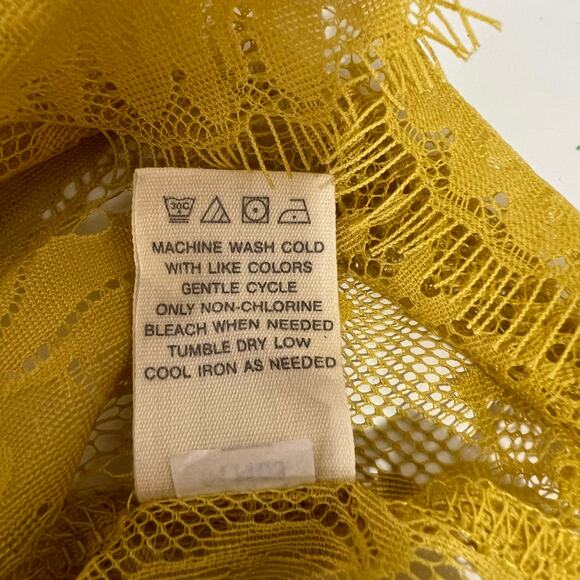 30C
MACHINE WASH COLD
WITH LIKE COLORS
GENTLE CYCLE
ONLY NON-CHLORINE
BLEACH WHEN NEEDED
TUMBLE DRY LOW
COOL IRON AS NEEDED